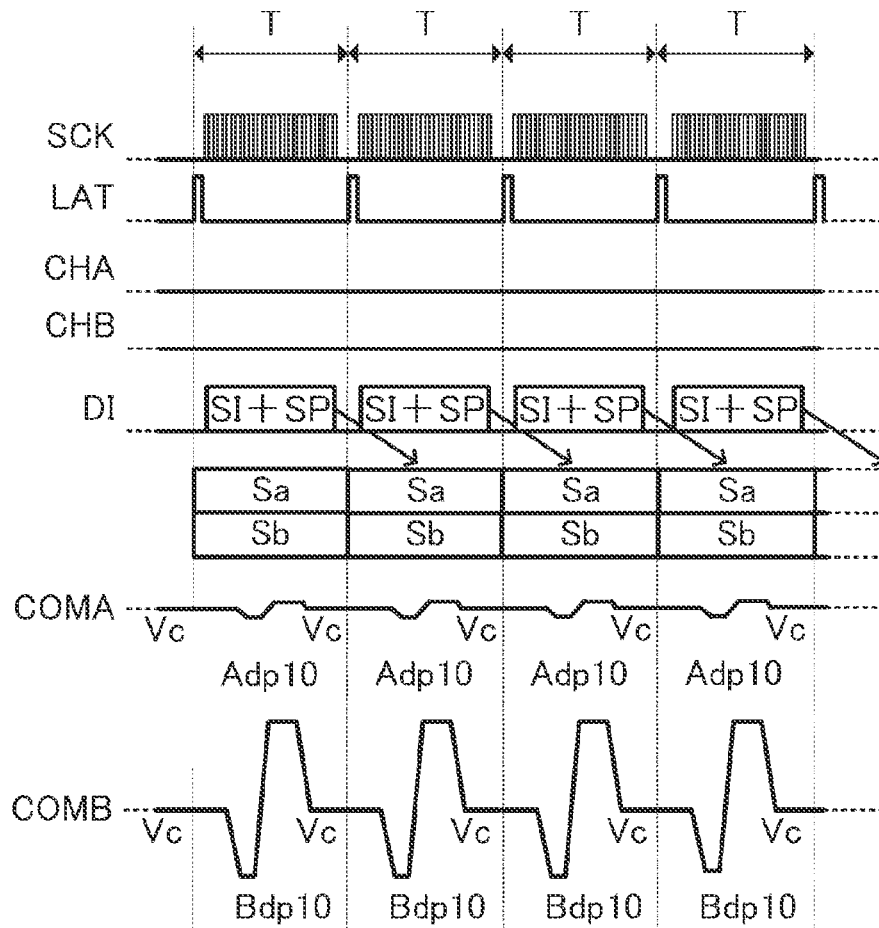 T T T T
SCK
LAT
CHA
CHB
DI SI+SP SI+SP SI+SP SI+SP
Sa Sa Sa Sa
Sb Sb Sb Sb
COMA
Vc Vc Vc Vc Vc
Adp10 Adp10 Adp10 Adp10
COMB
Vc Vc Vc Vc Vc
Bdp10 Bdp10 Bdp10 Bdp10